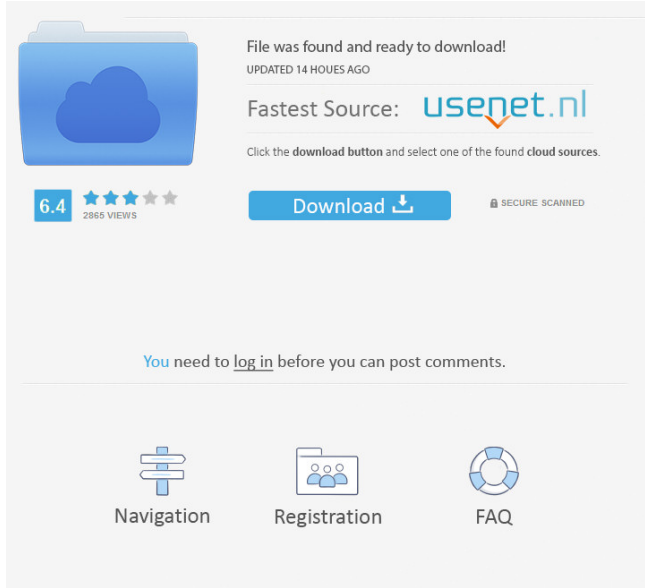 File was found and ready to download!
UPDATED 14 HOUES AGO
Fastest Source: usenet.nl
Click the download button and select one of the found cloud sources.
6.4
2865 VIEWS
Download
SECURE SCANNED
You need to log in before you can post comments.
Navigation
Registration
FAQ